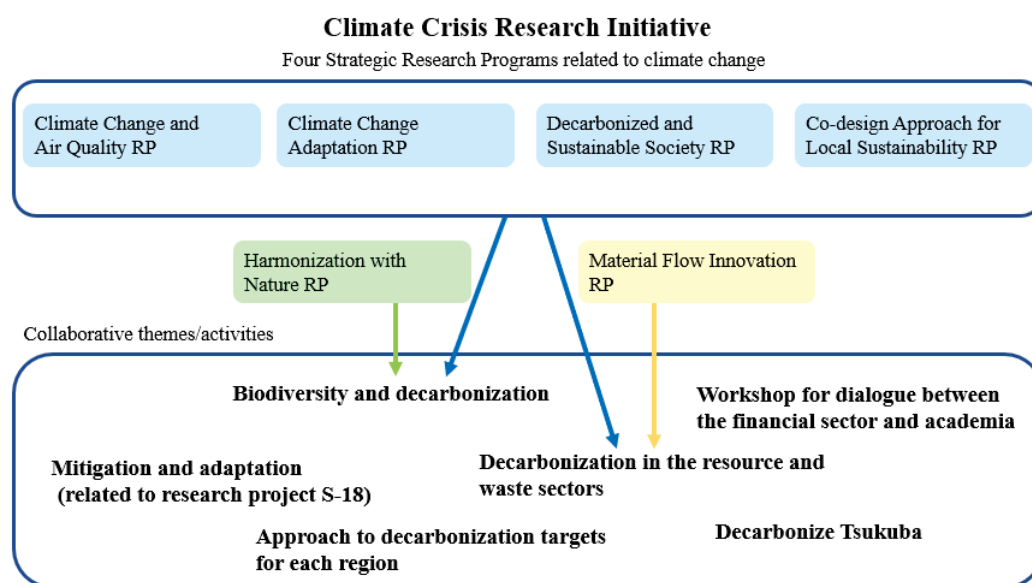 Climate Crisis Research Initiative
Four Strategic Research Programs related to climate change
Climate Change and
Air Quality RP
Climate Change
Adaptation RP
Decarbonized and
Sustainable Society RP
Co-design Approach for
Local Sustainability RP
Harmonization with
Nature RP
Material Flow Innovation
RP
Collaborative themes/activities
Biodiversity and decarbonization
Workshop for dialogue between
the financial sector and academia
Mitigation and adaptation
(related to research project S-18)
Decarbonization in the resource and
waste sectors
Approach to decarbonization targets
for each region
Decarbonize Tsukuba